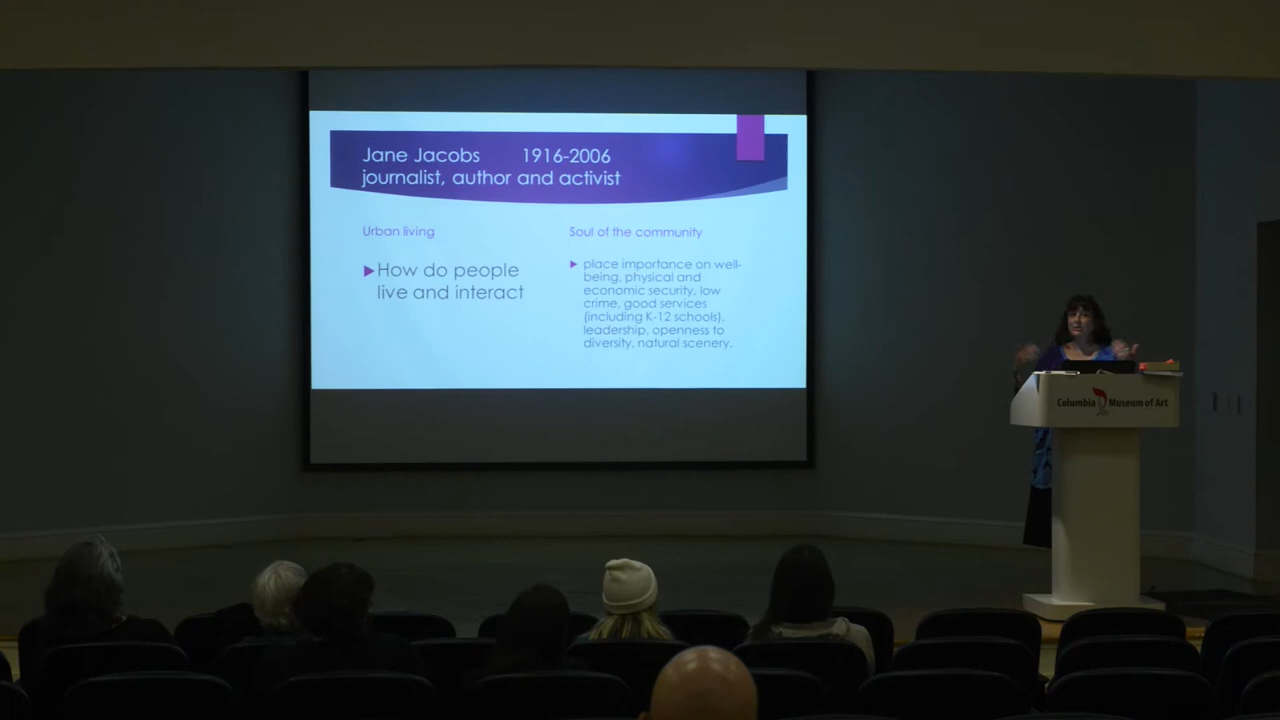 Jane Jacobs 1916-2006
journalist, author and activist
Urban living
How do people
live and interact
Soul of the community
place importance on well-
being, physical and
economic security, low
crime, good services
(including K-12 schools),
leadership, openness to
diversity, natural scenery.
Columbia Museum of Art